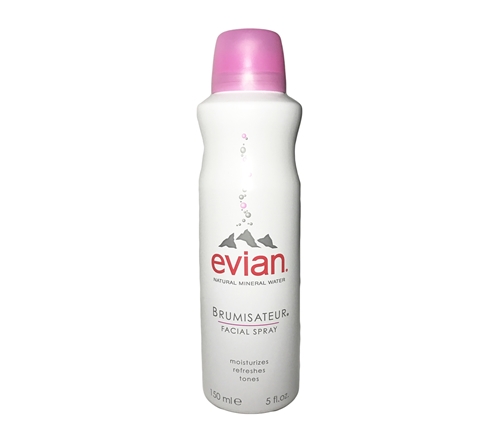 evian.
NATURAL MINERAL WATER
BRUMISATEUR®
FACIAL SPRAY
moisturizes
refreshes
tones
150 ml e 5 fl.oz.